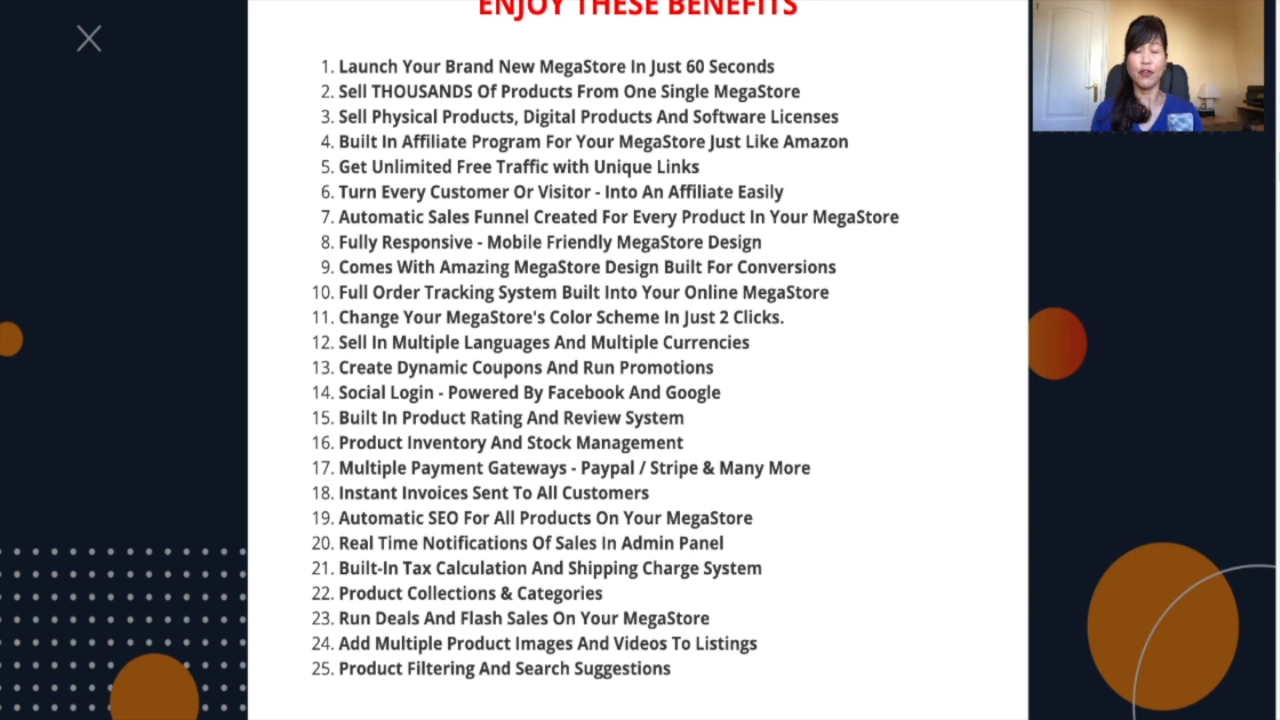 ENJOY THESE BENEFITS
1. Launch Your Brand New MegaStore In Just 60 Seconds
2. Sell THOUSANDS Of Products From One Single MegaStore
3. Sell Physical Products, Digital Products And Software Licenses
4. Built In Affiliate Program For Your MegaStore Just Like Amazon
5. Get Unlimited Free Traffic with Unique Links
6. Turn Every Customer Or Visitor - Into An Affiliate Easily
7. Automatic Sales Funnel Created For Every Product In Your MegaStore
8. Fully Responsive - Mobile Friendly MegaStore Design
9. Comes With Amazing MegaStore Design Built For Conversions
10. Full Order Tracking System Built Into Your Online MegaStore
11. Change Your MegaStore's Color Scheme In Just 2 Clicks.
12. Sell In Multiple Languages And Multiple Currencies
13. Create Dynamic Coupons And Run Promotions
14. Social Login - Powered By Facebook And Google
15. Built In Product Rating And Review System
16. Product Inventory And Stock Management
17. Multiple Payment Gateways - Paypal / Stripe & Many More
18. Instant Invoices Sent To All Customers
19. Automatic SEO For All Products On Your MegaStore
20. Real Time Notifications Of Sales In Admin Panel
21. Built-In Tax Calculation And Shipping Charge System
22. Product Collections & Categories
23. Run Deals And Flash Sales On Your MegaStore
24. Add Multiple Product Images And Videos To Listings
25. Product Filtering And Search Suggestions